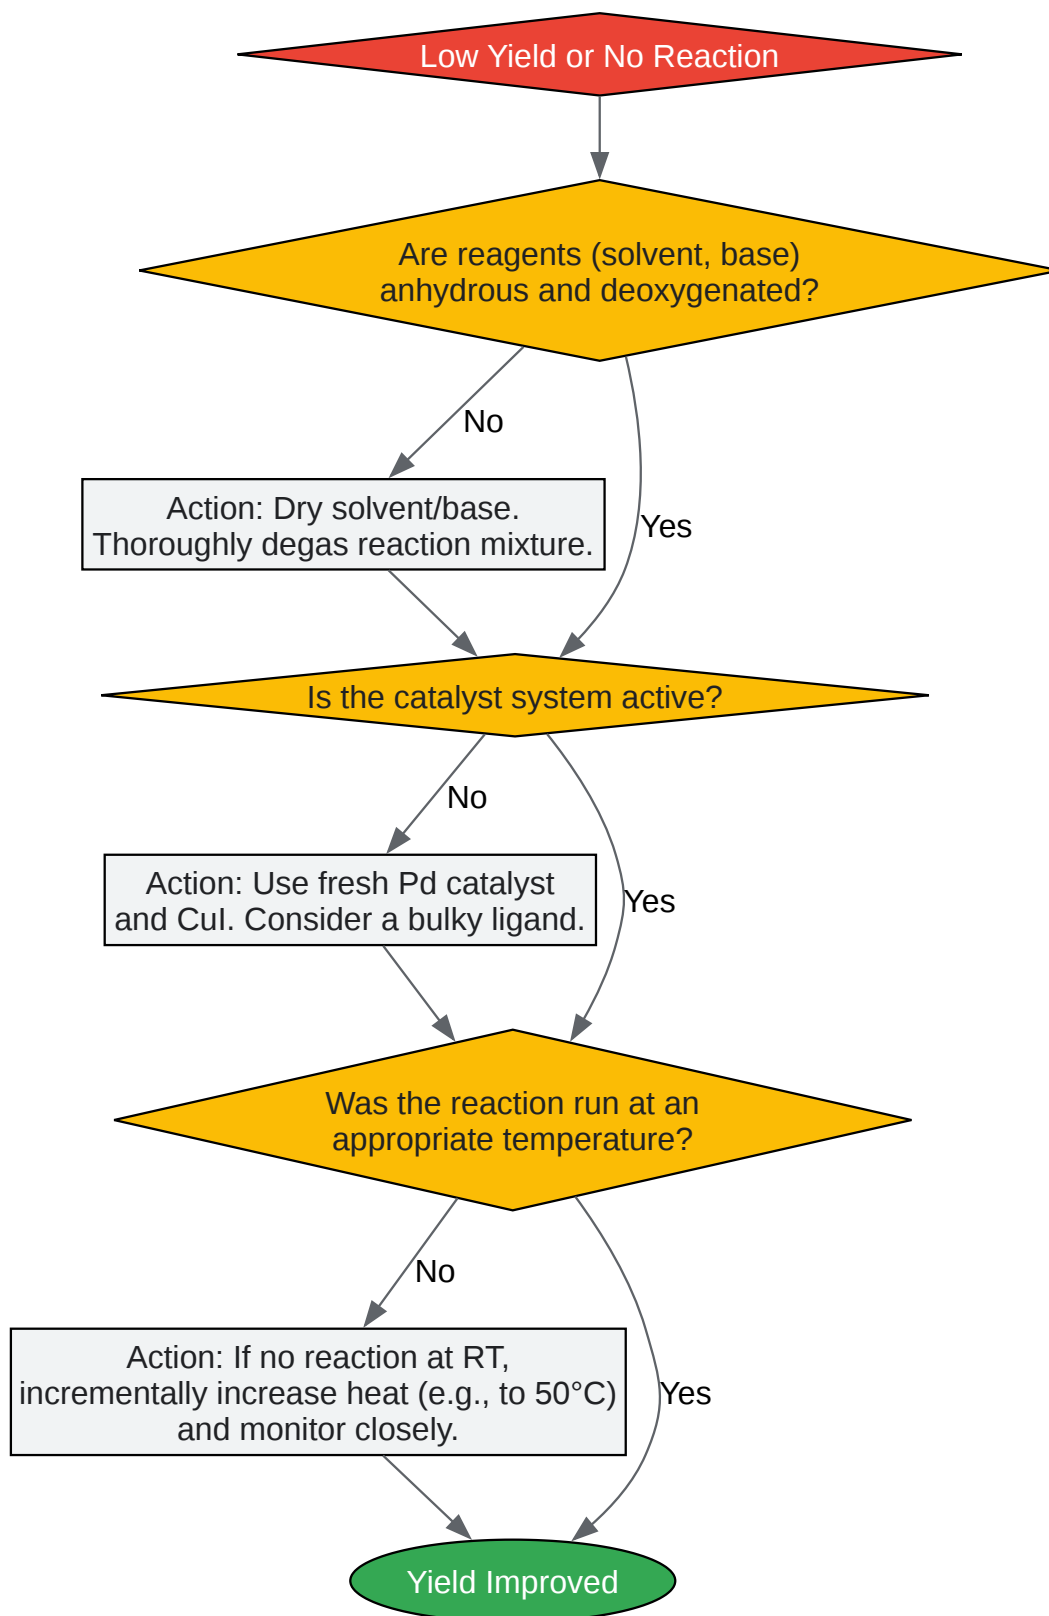 Low Yield or No Reaction
Are reagents (solvent, base)
anhydrous and deoxygenated?
No
Yes
Action: Dry solvent/base.
Thoroughly degas reaction mixture.
Is the catalyst system active?
No
Yes
Action: Use fresh Pd catalyst
and CuI. Consider a bulky ligand.
Was the reaction run at an
appropriate temperature?
No
Yes
Action: If no reaction at RT,
incrementally increase heat (e.g., to 50°C)
and monitor closely.
Yield Improved